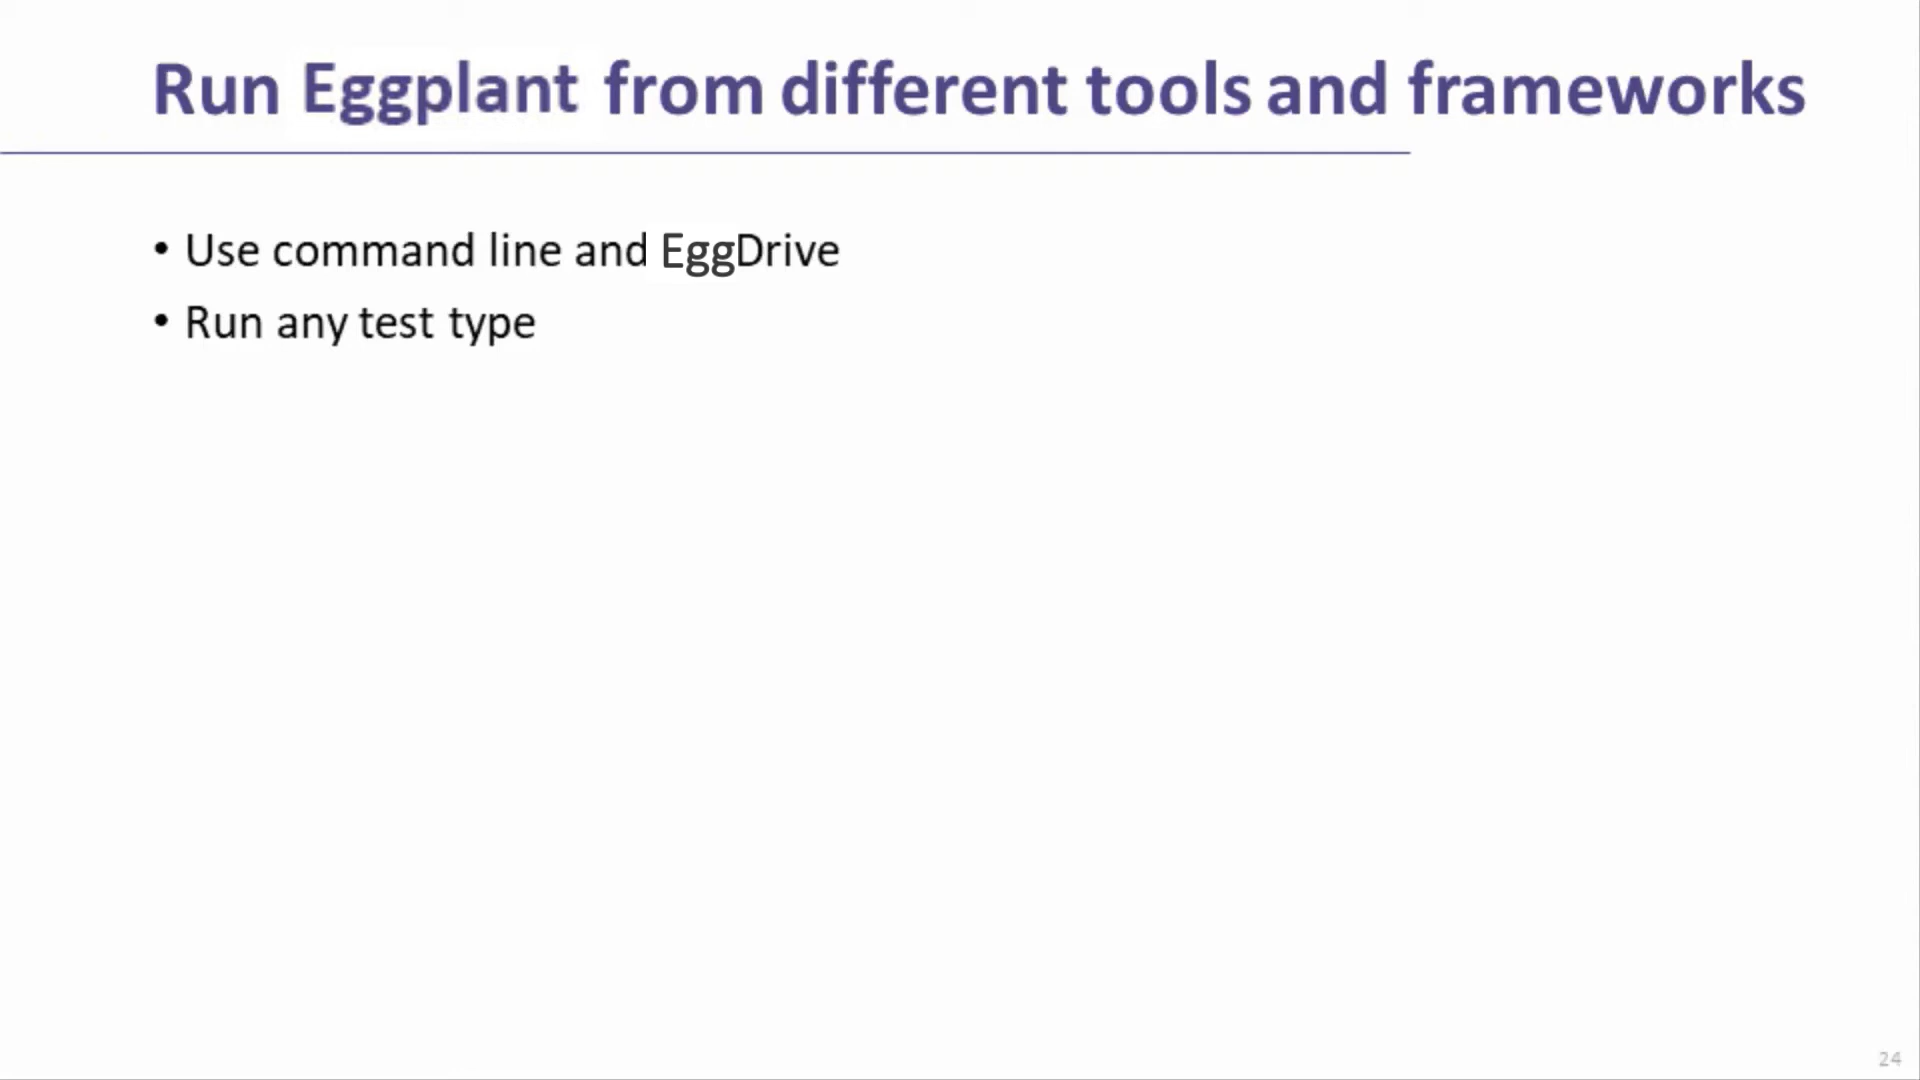 Run Eggplant from different tools and frameworks
• Use command line and EggDrive
• Run any test type
24